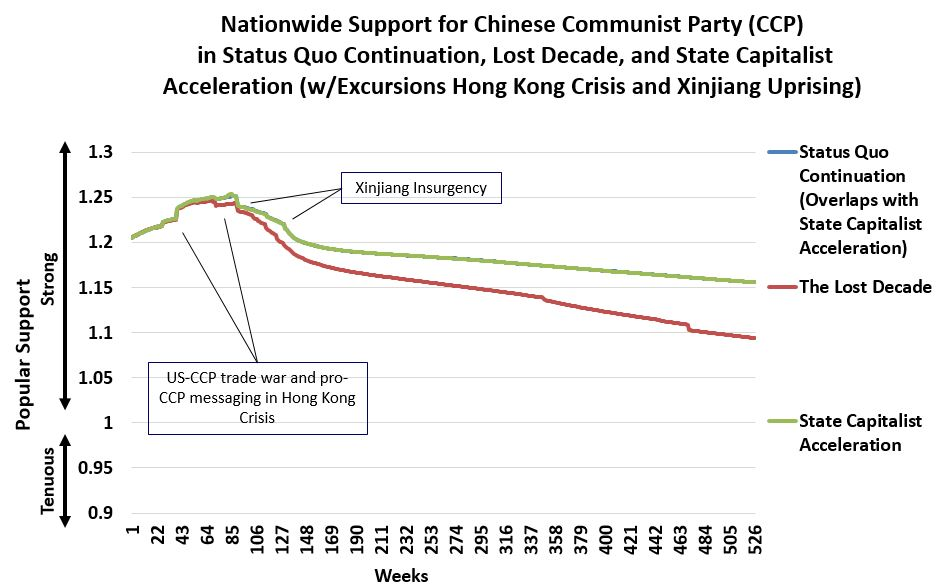 Nationwide Support for Chinese Communist Party (CCP)
in Status Quo Continuation, Lost Decade, and State Capitalist
Acceleration (w/Excursions Hong Kong Crisis and Xinjiang Uprising)
Popular Support
Strong
Tenuous
1.3
1.25
1.2
1.15
1.1
1.05
1
0.95
0.9
Xinjiang Insurgency
US-CCP trade war and pro-
CCP messaging in Hong Kong
Crisis
1
22
43
64
85
106
127
148
169
190
211
232
253
274
295
316
337
358
379
400
421
442
463
484
505
526
Weeks
Status Quo
Continuation
(Overlaps with
State Capitalist
Acceleration)
The Lost Decade
State Capitalist
Acceleration